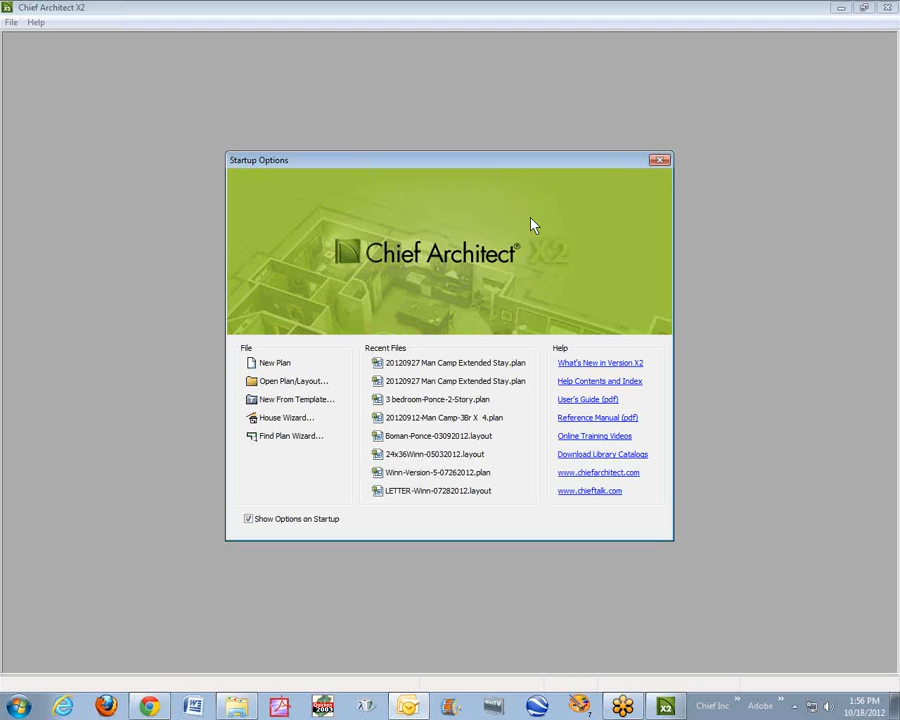 Chief Architect X2
File Help
Startup Options
Chief Architect® X2
File
New Plan
Open Plan/Layout...
New From Template...
House Wizard...
Find Plan Wizard...
Recent Files
20120927 Man Camp Extended Stay.plan
20120927 Man Camp Extended Stay.plan
3 bedroom-Ponce-2-Story.plan
20120912-Man Camp-3Br X 4.plan
Boman-Ponce-03092012.layout
24x36Winn-05032012.layout
Winn-Version-5-07262012.plan
LETTER-Winn-07282012.layout
Help
What's New in Version X2
Help Contents and Index
User's Guide (pdf)
Reference Manual (pdf)
Online Training Videos
Download Library Catalogs
www.chiefarchitect.com
www.chieftalk.com
Show Options on Startup
Chief Inc » Adobe »
1:56 PM
10/18/2012